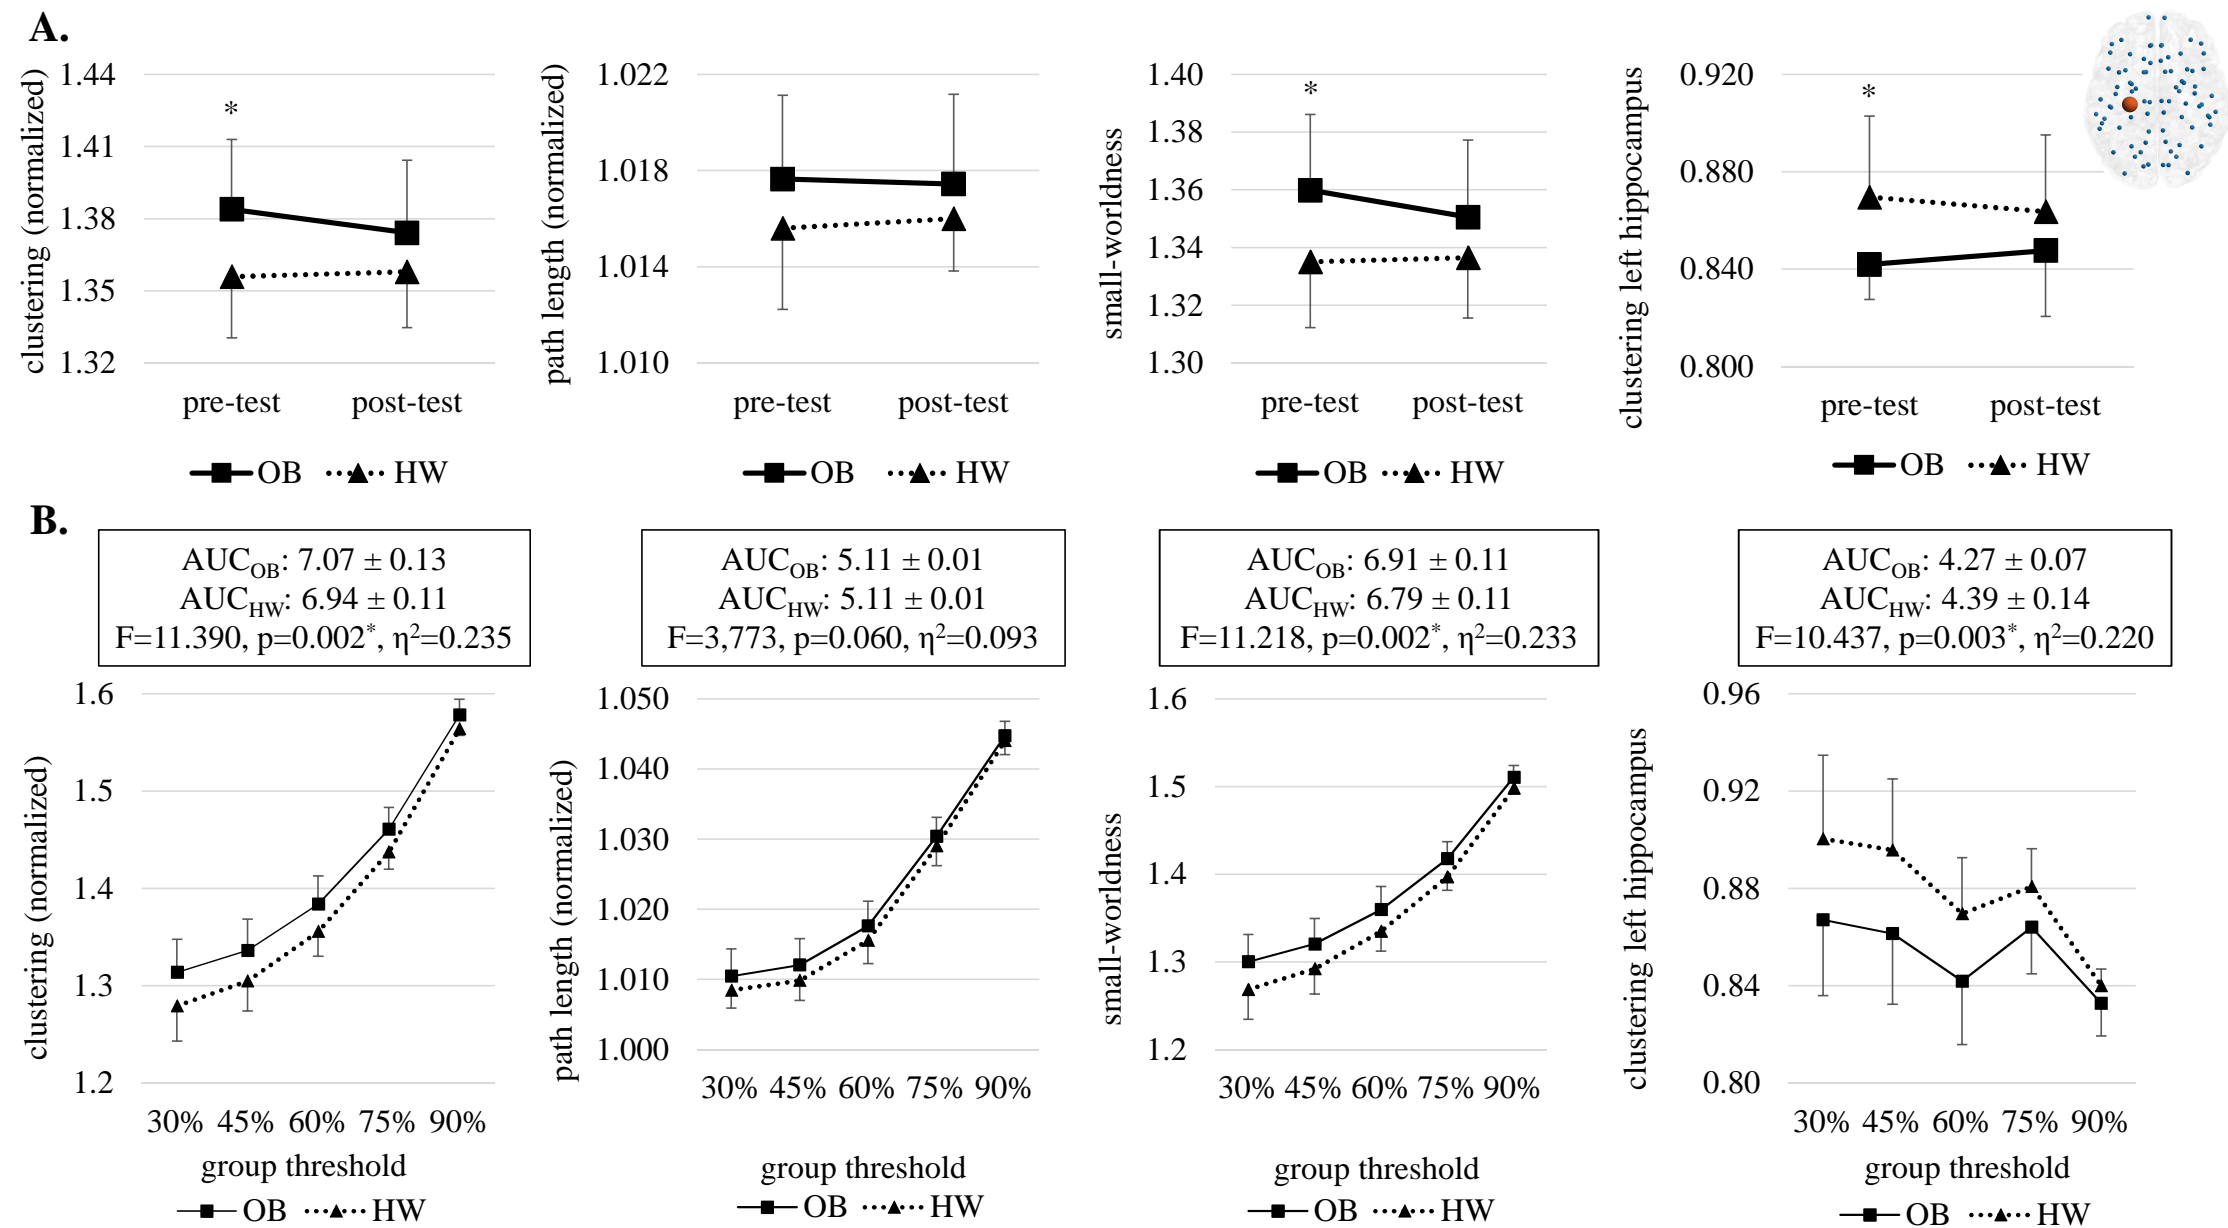 A.
clustering (normalized)
1.44
1.41
1.38
1.35
1.32
*
pre-test post-test
OB HW
path length (normalized)
1.022
1.018
1.014
1.010
pre-test post-test
OB HW
small-worldness
1.40
1.38
1.36
1.34
1.32
1.30
*
pre-test post-test
OB HW
clustering left hippocampus
0.920
0.880
0.840
0.800
*
pre-test post-test
OB HW
B.
AUC_OB: 7.07 ± 0.13
AUC_HW: 6.94 ± 0.11
F=11.390, p=0.002*, η²=0.235
clustering (normalized)
1.6
1.5
1.4
1.3
1.2
30% 45% 60% 75% 90%
group threshold
OB HW
AUC_OB: 5.11 ± 0.01
AUC_HW: 5.11 ± 0.01
F=3,773, p=0.060, η²=0.093
path length (normalized)
1.050
1.040
1.030
1.020
1.010
1.000
30% 45% 60% 75% 90%
group threshold
OB HW
AUC_OB: 6.91 ± 0.11
AUC_HW: 6.79 ± 0.11
F=11.218, p=0.002*, η²=0.233
small-worldness
1.6
1.5
1.4
1.3
1.2
30% 45% 60% 75% 90%
group threshold
OB HW
AUC_OB: 4.27 ± 0.07
AUC_HW: 4.39 ± 0.14
F=10.437, p=0.003*, η²=0.220
clustering left hippocampus
0.96
0.92
0.88
0.84
0.80
30% 45% 60% 75% 90%
group threshold
OB HW